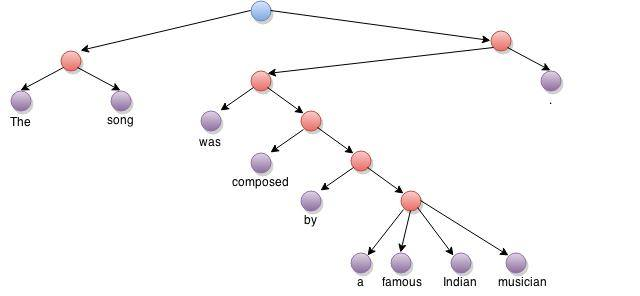 The song
was
composed
by
a famous Indian musician
.